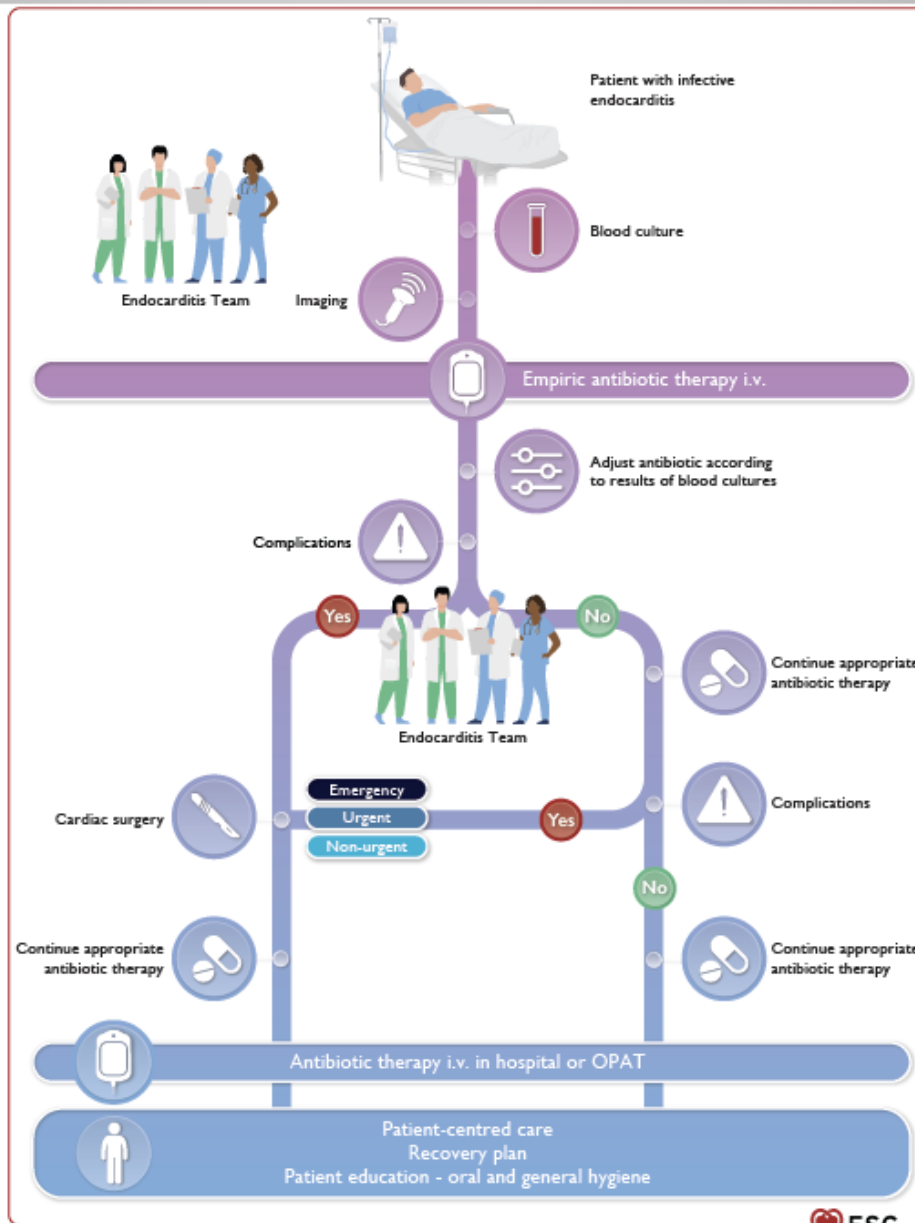 Patient with infective
endocarditis
Blood culture
Endocarditis Team
Imaging
Empiric antibiotic therapy i.v.
Adjust antibiotic according
to results of blood cultures
Complications
Yes
No
Continue appropriate
antibiotic therapy
Endocarditis Team
Emergency
Urgent
Non-urgent
Cardiac surgery
Yes
Complications
No
Continue appropriate
antibiotic therapy
Continue appropriate
antibiotic therapy
Antibiotic therapy i.v. in hospital or OPAT
Patient-centred care
Recovery plan
Patient education - oral and general hygiene
ESC